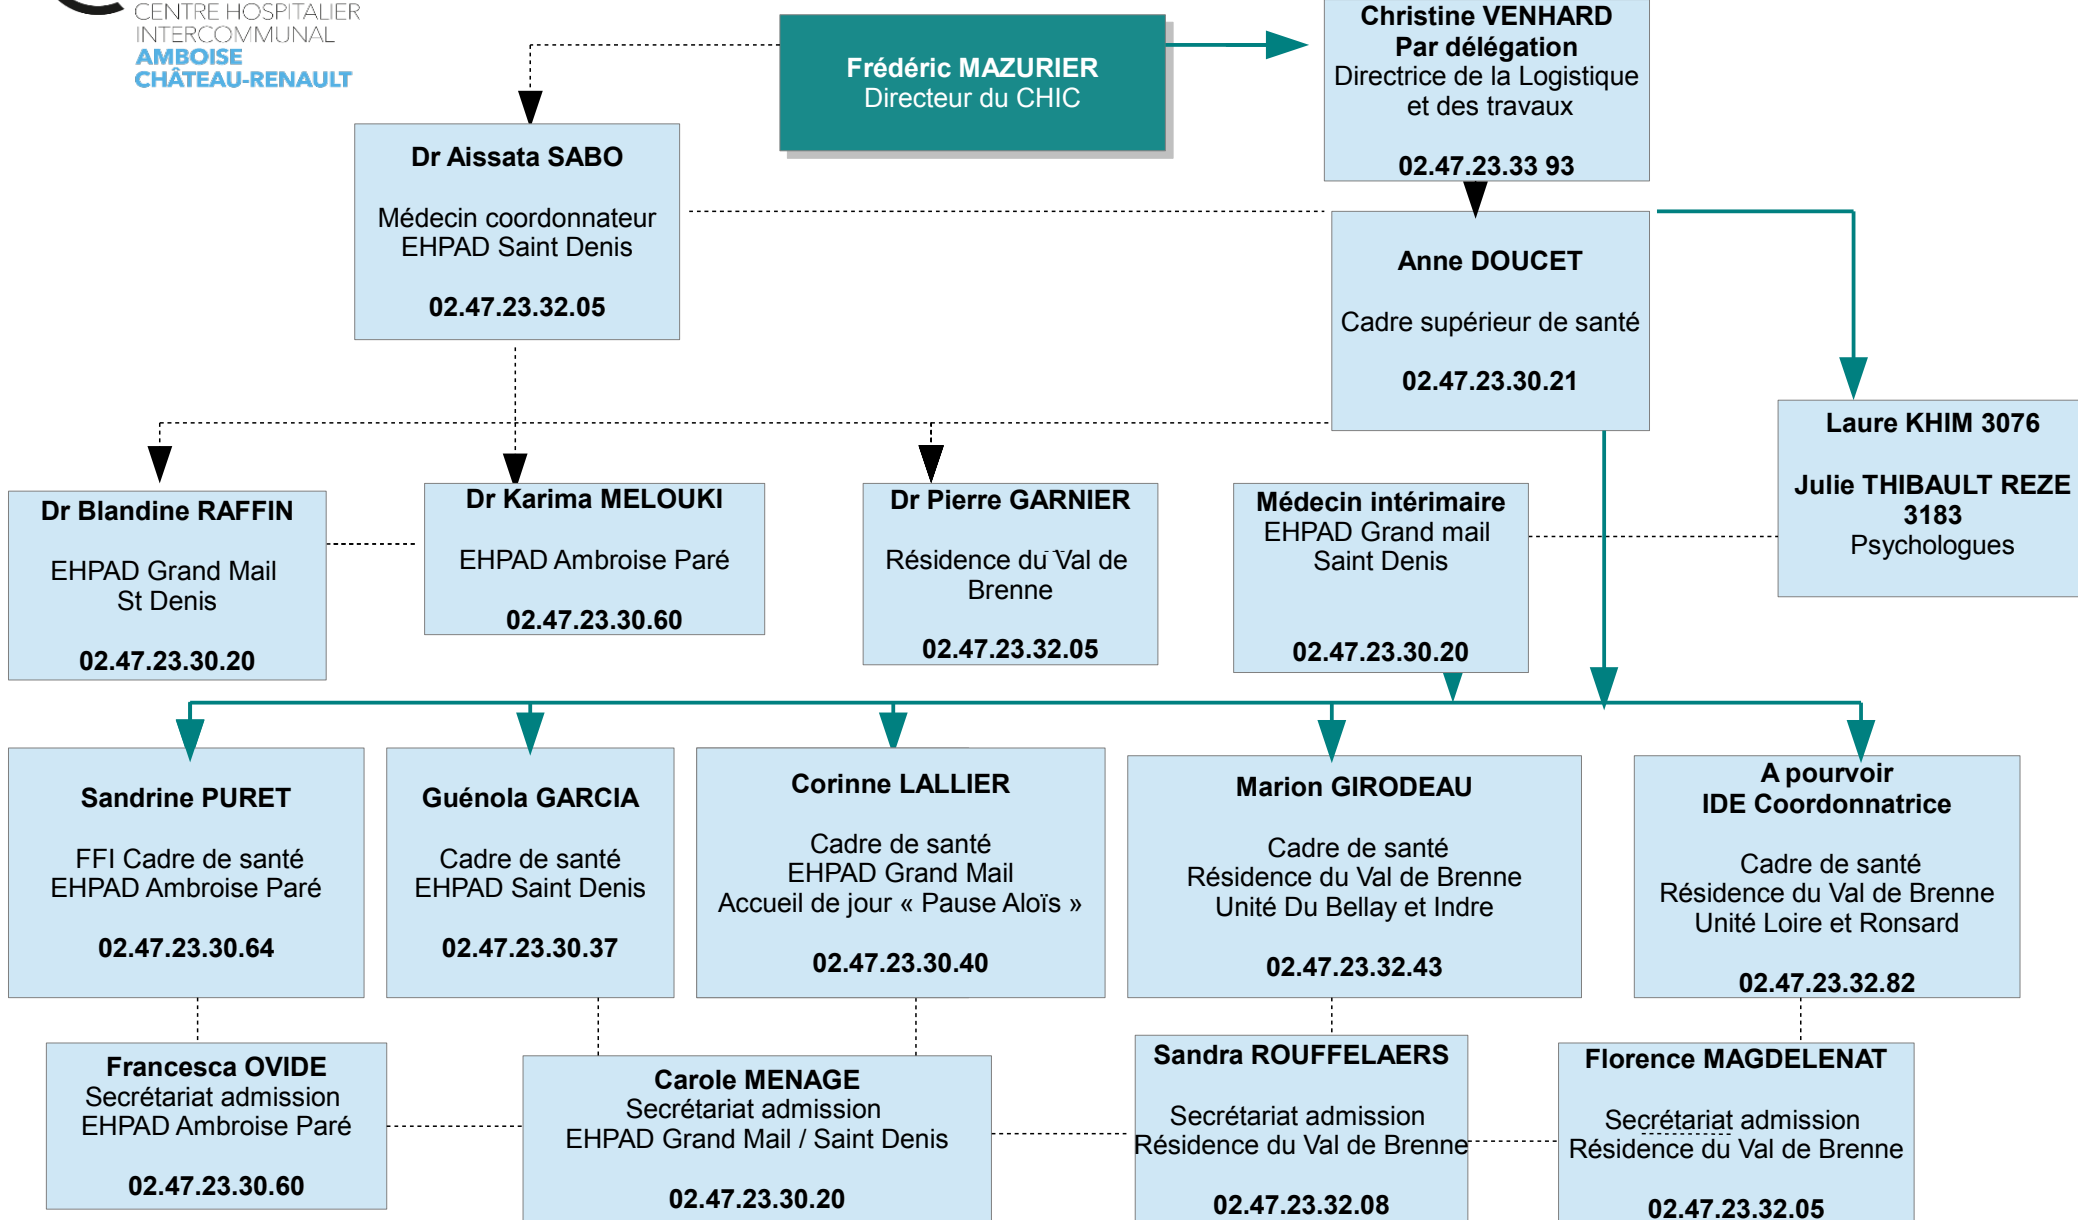 CENTRE HOSPITALIER
INTERCOMMUNAL
AMBOISE
CHÂTEAU-RENAULT
Frédéric MAZURIER
Directeur du CHIC
Christine VENHARD
Par délégation
Directrice de la Logistique
et des travaux
02.47.23.33 93
Dr Aissata SABO
Médecin coordonnateur
EHPAD Saint Denis
02.47.23.32.05
Anne DOUCET
Cadre supérieur de santé
02.47.23.30.21
Laure KHIM 3076
Julie THIBAULT REZE
3183
Psychologues
Dr Blandine RAFFIN
EHPAD Grand Mail
St Denis
02.47.23.30.20
Dr Karima MELOUKI
EHPAD Ambroise Paré
02.47.23.30.60
Dr Pierre GARNIER
Résidence du Val de
Brenne
02.47.23.32.05
Médecin intérimaire
EHPAD Grand mail
Saint Denis
02.47.23.30.20
Sandrine PURET
FFI Cadre de santé
EHPAD Ambroise Paré
02.47.23.30.64
Guénola GARCIA
Cadre de santé
EHPAD Saint Denis
02.47.23.30.37
Corinne LALLIER
Cadre de santé
EHPAD Grand Mail
Accueil de jour « Pause Aloïs »
02.47.23.30.40
Marion GIRODEAU
Cadre de santé
Résidence du Val de Brenne
Unité Du Bellay et Indre
02.47.23.32.43
A pourvoir
IDE Coordonnatrice
Cadre de santé
Résidence du Val de Brenne
Unité Loire et Ronsard
02.47.23.32.82
Francesca OVIDE
Secrétariat admission
EHPAD Ambroise Paré
02.47.23.30.60
Carole MENAGE
Secrétariat admission
EHPAD Grand Mail / Saint Denis
02.47.23.30.20
Sandra ROUFFELAERS
Secrétariat admission
Résidence du Val de Brenne
02.47.23.32.08
Florence MAGDELENAT
Secrétariat admission
Résidence du Val de Brenne
02.47.23.32.05